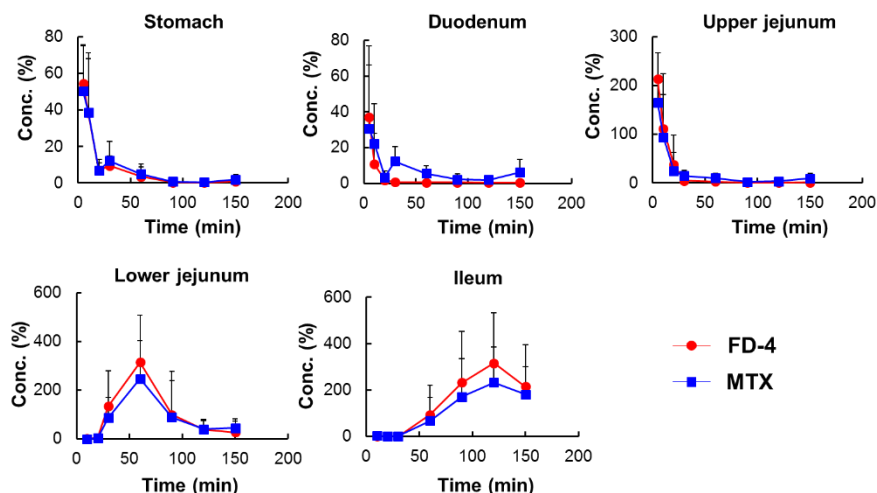 Stomach
Conc. (%)
80
60
40
20
0
0 50 100 150 200
Time (min)
Duodenum
Conc. (%)
80
60
40
20
0
0 50 100 150 200
Time (min)
Upper jejunum
Conc. (%)
300
200
100
0
0 50 100 150 200
Time (min)
Lower jejunum
Conc. (%)
600
400
200
0
0 50 100 150 200
Time (min)
Ileum
Conc. (%)
600
400
200
0
0 50 100 150 200
Time (min)
FD-4
MTX